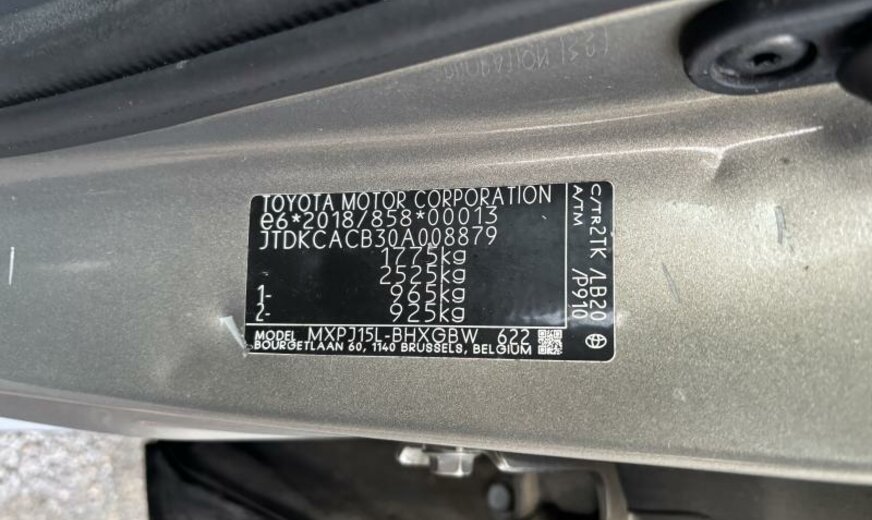 TOYOTA MOTOR CORPORATION
e6*2018/858*00013
JTDKCACB30A008879
1775kg
2525kg
1- 965kg
2- 925kg
MODEL MXPJ15L-BHXGBW 622
BOURGETLAAN 60, 1140 BRUSSELS, BELGIUM
C/TR2TK /LB20
A/TM /P910